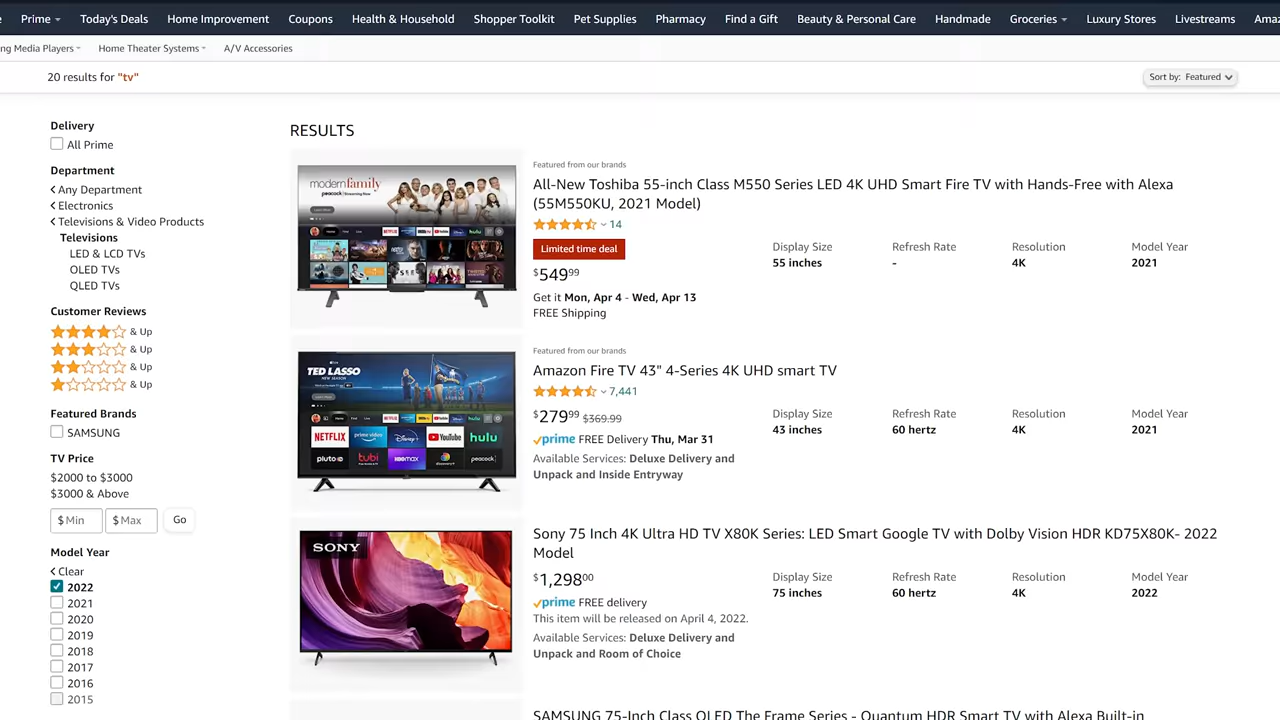 Prime
Today's Deals
Home Improvement
Coupons
Health & Household
Shopper Toolkit
Pet Supplies
Pharmacy
Find a Gift
Beauty & Personal Care
Handmade
Groceries
Luxury Stores
Livestreams
Amaz
ng Media Players
Home Theater Systems
A/V Accessories
20 results for "tv"
Sort by: Featured
Delivery
All Prime
Department
Any Department
Electronics
Televisions & Video Products
Televisions
LED & LCD TVs
OLED TVs
QLED TVs
Customer Reviews
& Up
& Up
& Up
& Up
Featured Brands
SAMSUNG
TV Price
$2000 to $3000
$3000 & Above
$ Min
$ Max
Go
Model Year
Clear
2022
2021
2020
2019
2018
2017
2016
2015
RESULTS
modern family
peacock
Featured from our brands
All-New Toshiba 55-inch Class M550 Series LED 4K UHD Smart Fire TV with Hands-Free with Alexa
(55M550KU, 2021 Model)
14
Limited time deal
$549.99
Get it Mon, Apr 4 - Wed, Apr 13
FREE Shipping
Display Size
55 inches
Refresh Rate
-
Resolution
4K
Model Year
2021
TED LASSO
NETFLIX
prime video
Disney+
YouTube
hulu
pluto tv
tubi
HBOMAX
peacock
Featured from our brands
Amazon Fire TV 43" 4-Series 4K UHD smart TV
7,441
$279.99 $369.99
prime FREE Delivery Thu, Mar 31
Available Services: Deluxe Delivery and
Unpack and Inside Entryway
Display Size
43 inches
Refresh Rate
60 hertz
Resolution
4K
Model Year
2021
SONY
Sony 75 Inch 4K Ultra HD TV X80K Series: LED Smart Google TV with Dolby Vision HDR KD75X80K- 2022
Model
$1,298.00
prime FREE delivery
This item will be released on April 4, 2022.
Available Services: Deluxe Delivery and
Unpack and Room of Choice
Display Size
75 inches
Refresh Rate
60 hertz
Resolution
4K
Model Year
2022
SAMSUNG 75-Inch Class QLED The Frame Series - Quantum HDR Smart TV with Alexa Built-in